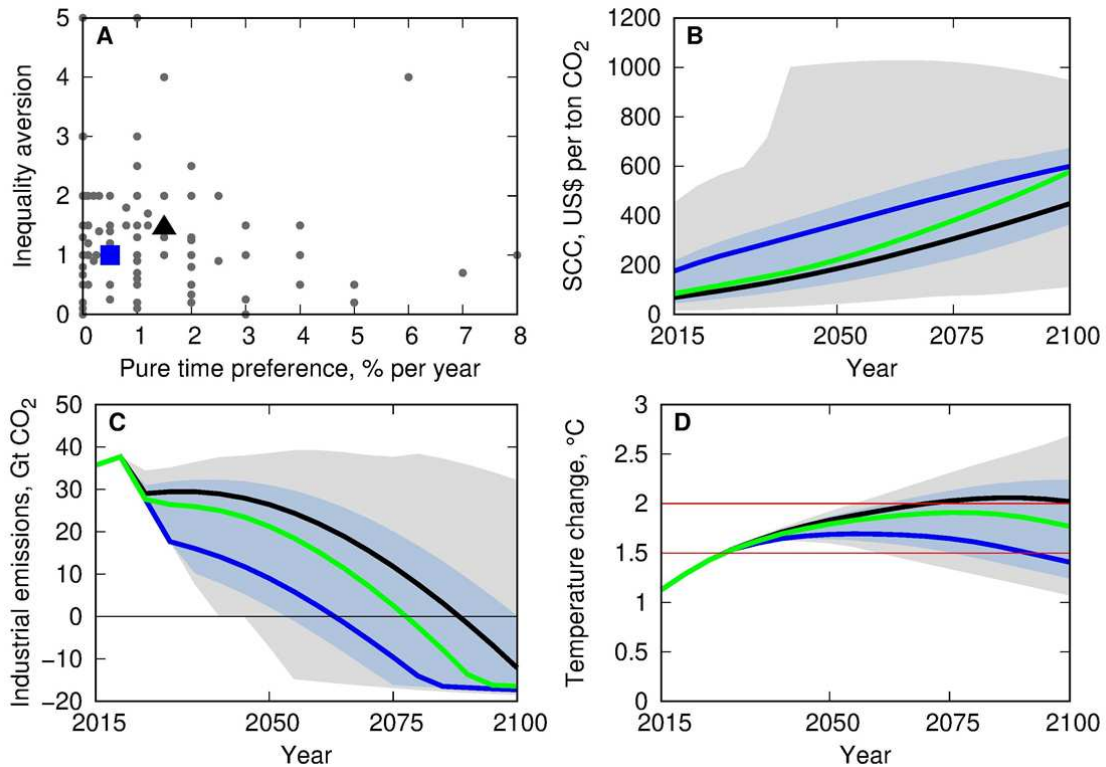 A
5
4
3
2
1
0
Inequality aversion
0 1 2 3 4 5 6 7 8
Pure time preference, % per year
B
1200
1000
800
600
400
200
0
SCC, US$ per ton CO₂
2015 2050 2075 2100
Year
C
50
40
30
20
10
0
−10
−20
Industrial emissions, Gt CO₂
2015 2050 2075 2100
Year
D
3
2.5
2
1.5
1
0.5
0
Temperature change, °C
2015 2050 2075 2100
Year